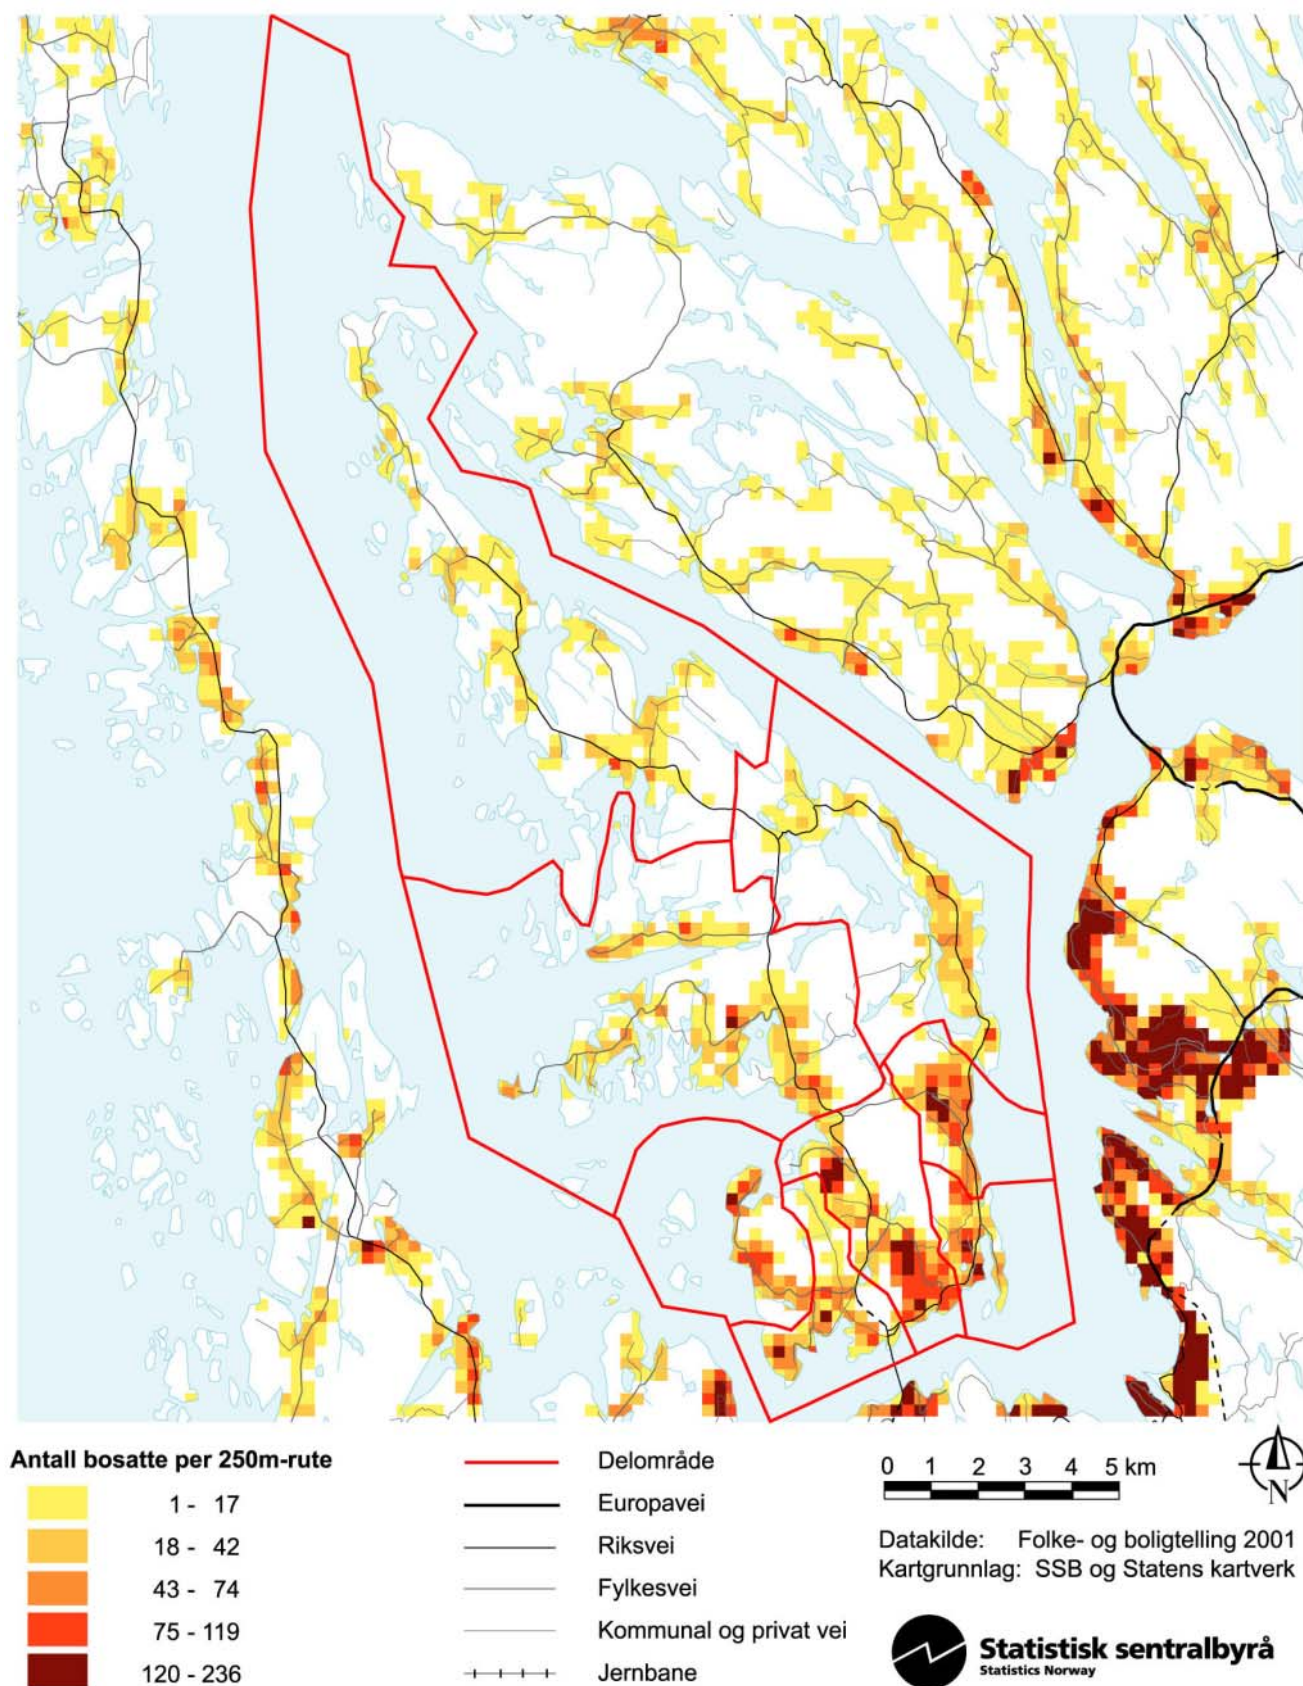 Antall bosatte per 250m-rute
1 - 17
18 - 42
43 - 74
75 - 119
120 - 236
Delområde
Europavei
Riksvei
Fylkesvei
Kommunal og privat vei
Jernbane
0 1 2 3 4 5 km
N
Datakilde: Folke- og boligtelling 2001
Kartgrunnlag: SSB og Statens kartverk
Statistisk sentralbyrå
Statistics Norway